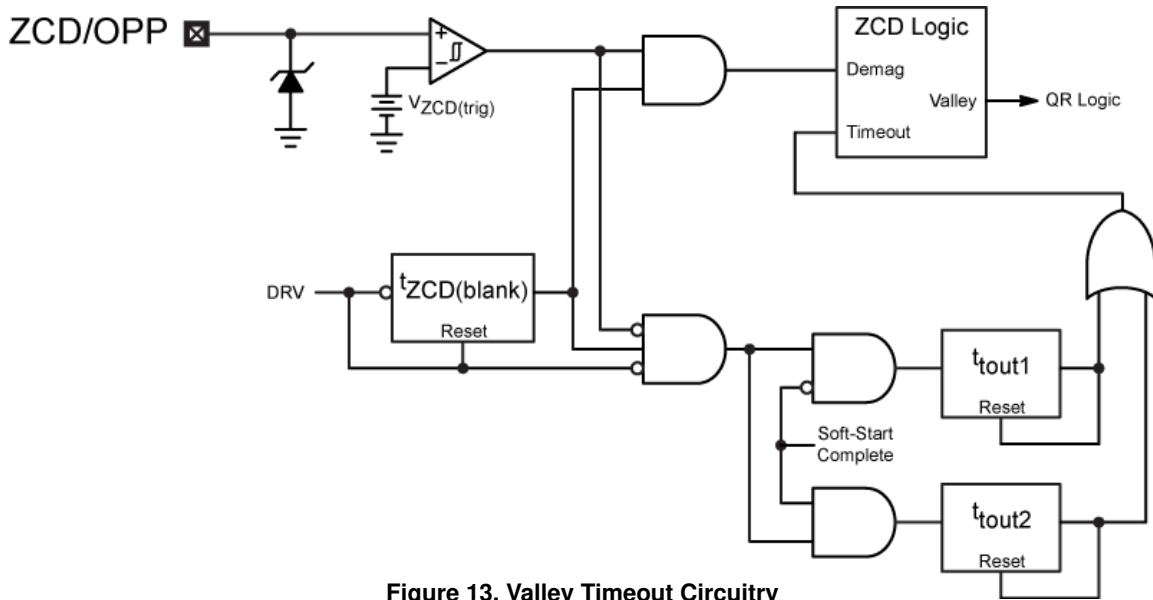 ZCD/OPP
+
−
VZCD(trig)
ZCD Logic
Demag
Valley
QR Logic
Timeout
DRV
tZCD(blank)
Reset
ttout1
Reset
Soft-Start
Complete
ttout2
Reset
Figure 13. Valley Timeout Circuitry